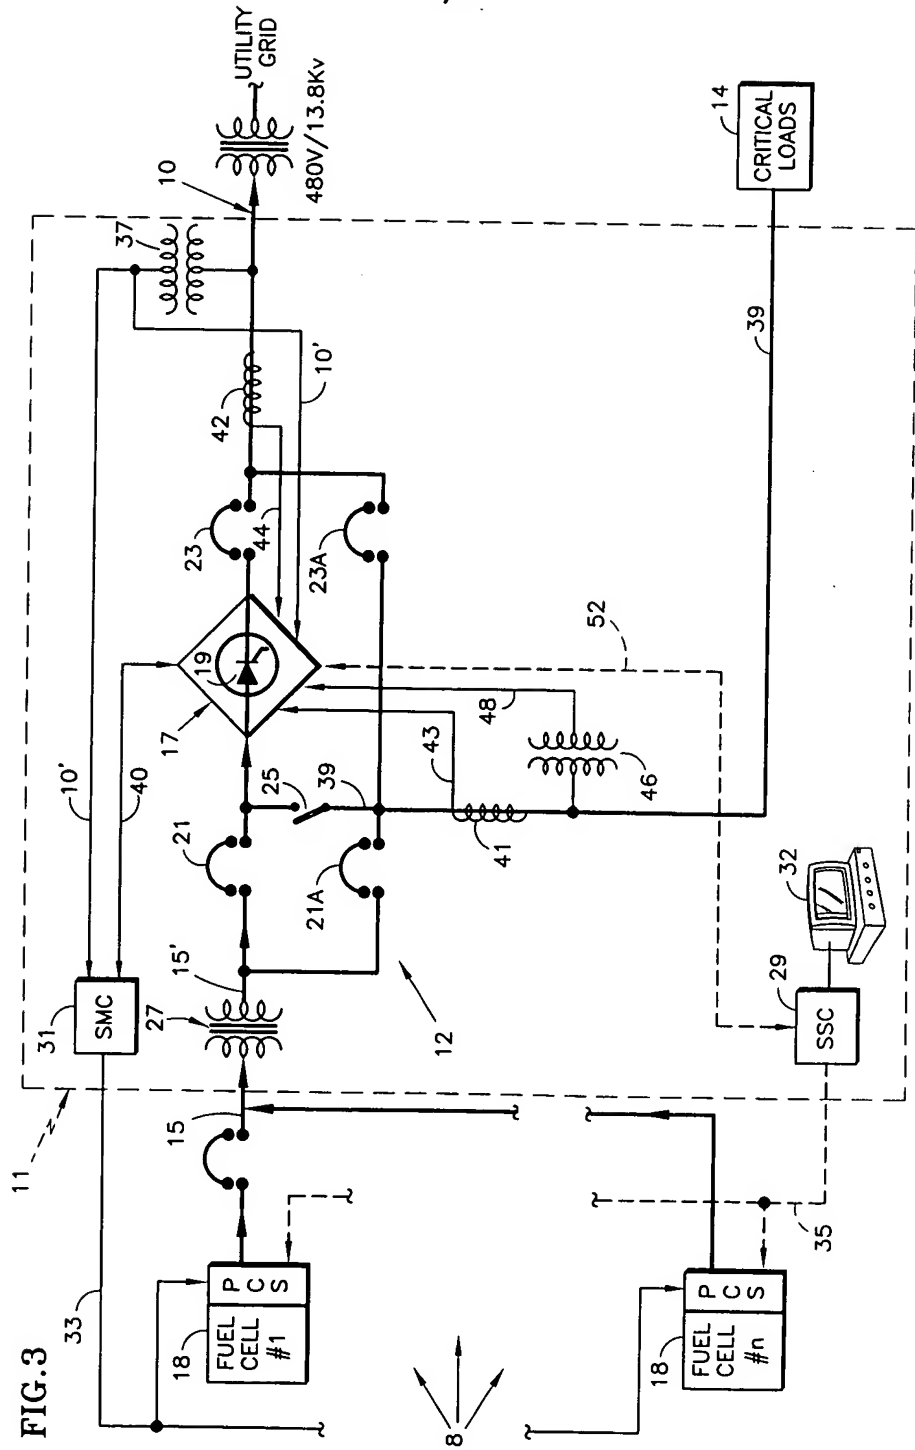 FIG.3
11
33
31
SMC
10'
40
37
10
UTILITY
GRID
480V/13.8Kv
18
FUEL
CELL
#1
P
C
S
15
27
15'
21
17
19
23
42
44
10'
12
21A
25
39
23A
43
41
48
46
52
39
14
CRITICAL
LOADS
8
18
FUEL
CELL
#n
P
C
S
35
29
SSC
32